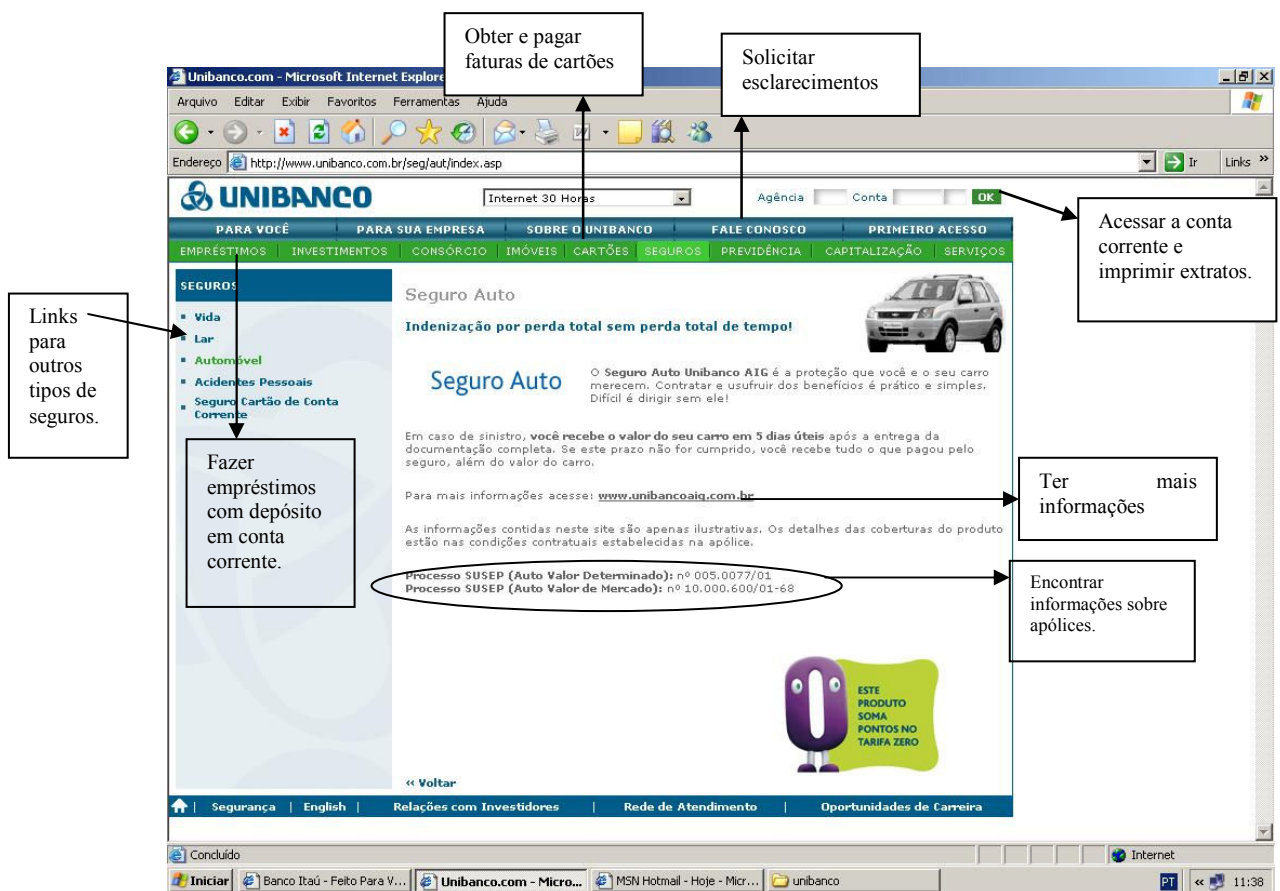 Obter e pagar
faturas de cartões
Solicitar
esclarecimentos
Unibanco.com - Microsoft Internet Explore
Arquivo Editar Exibir Favoritos Ferramentas Ajuda
Endereço http://www.unibanco.com.br/seg/aut/index.asp Ir Links »
UNIBANCO Internet 30 Horas Agência Conta OK
PARA VOCÊ PARA SUA EMPRESA SOBRE O UNIBANCO FALE CONOSCO PRIMEIRO ACESSO
EMPRÉSTIMOS INVESTIMENTOS CONSÓRCIO IMÓVEIS CARTÕES SEGUROS PREVIDÊNCIA CAPITALIZAÇÃO SERVIÇOS
Acessar a conta
corrente e
imprimir extratos.
SEGUROS
Vida
Lar
Automóvel
Acidentes Pessoais
Seguro Cartão de Conta
Corrente
Links
para
outros
tipos de
seguros.
Fazer
empréstimos
com depósito
em conta
corrente.
Seguro Auto
Indenização por perda total sem perda total de tempo!
Seguro Auto
O Seguro Auto Unibanco AIG é a proteção que você e o seu carro
merecem. Contratar e usufruir dos benefícios é prático e simples.
Difícil é dirigir sem ele!
Em caso de sinistro, você recebe o valor do seu carro em 5 dias úteis após a entrega da
documentação completa. Se este prazo não for cumprido, você recebe tudo o que pagou pelo
seguro, além do valor do carro.
Para mais informações acesse: www.unibancoaig.com.br
Ter mais
informações
As informações contidas neste site são apenas ilustrativas. Os detalhes das coberturas do produto
estão nas condições contratuais estabelecidas na apólice.
Processo SUSEP (Auto Valor Determinado): nº 005.0077/01
Processo SUSEP (Auto Valor de Mercado): nº 10.000.600/01-68
Encontrar
informações sobre
apólices.
ESTE
PRODUTO
SOMA
PONTOS NO
TARIFA ZERO
« Voltar
Segurança | English | Relações com Investidores | Rede de Atendimento | Oportunidades de Carreira
Concluído Internet
Iniciar Banco Itaú - Feito Para V... Unibanco.com - Micro... MSN Hotmail - Hoje - Micr... unibanco PT « 11:38